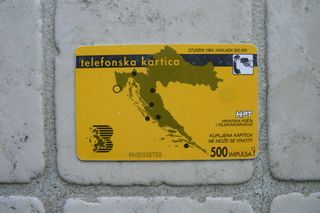 STUDENI 1994. NAKLADA 300.000
telefonska kartica
HPT
HRVATSKA POŠTA
I TELEKOMUNIKACIJE
KUPLJENA KARTICA
NE MOŽE SE VRATITI
500 IMPULSA